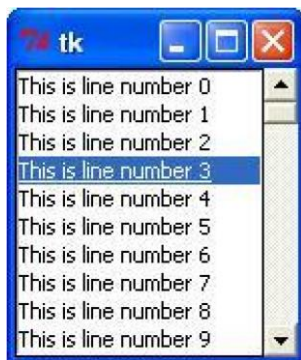 tk
This is line number 0
This is line number 1
This is line number 2
This is line number 3
This is line number 4
This is line number 5
This is line number 6
This is line number 7
This is line number 8
This is line number 9